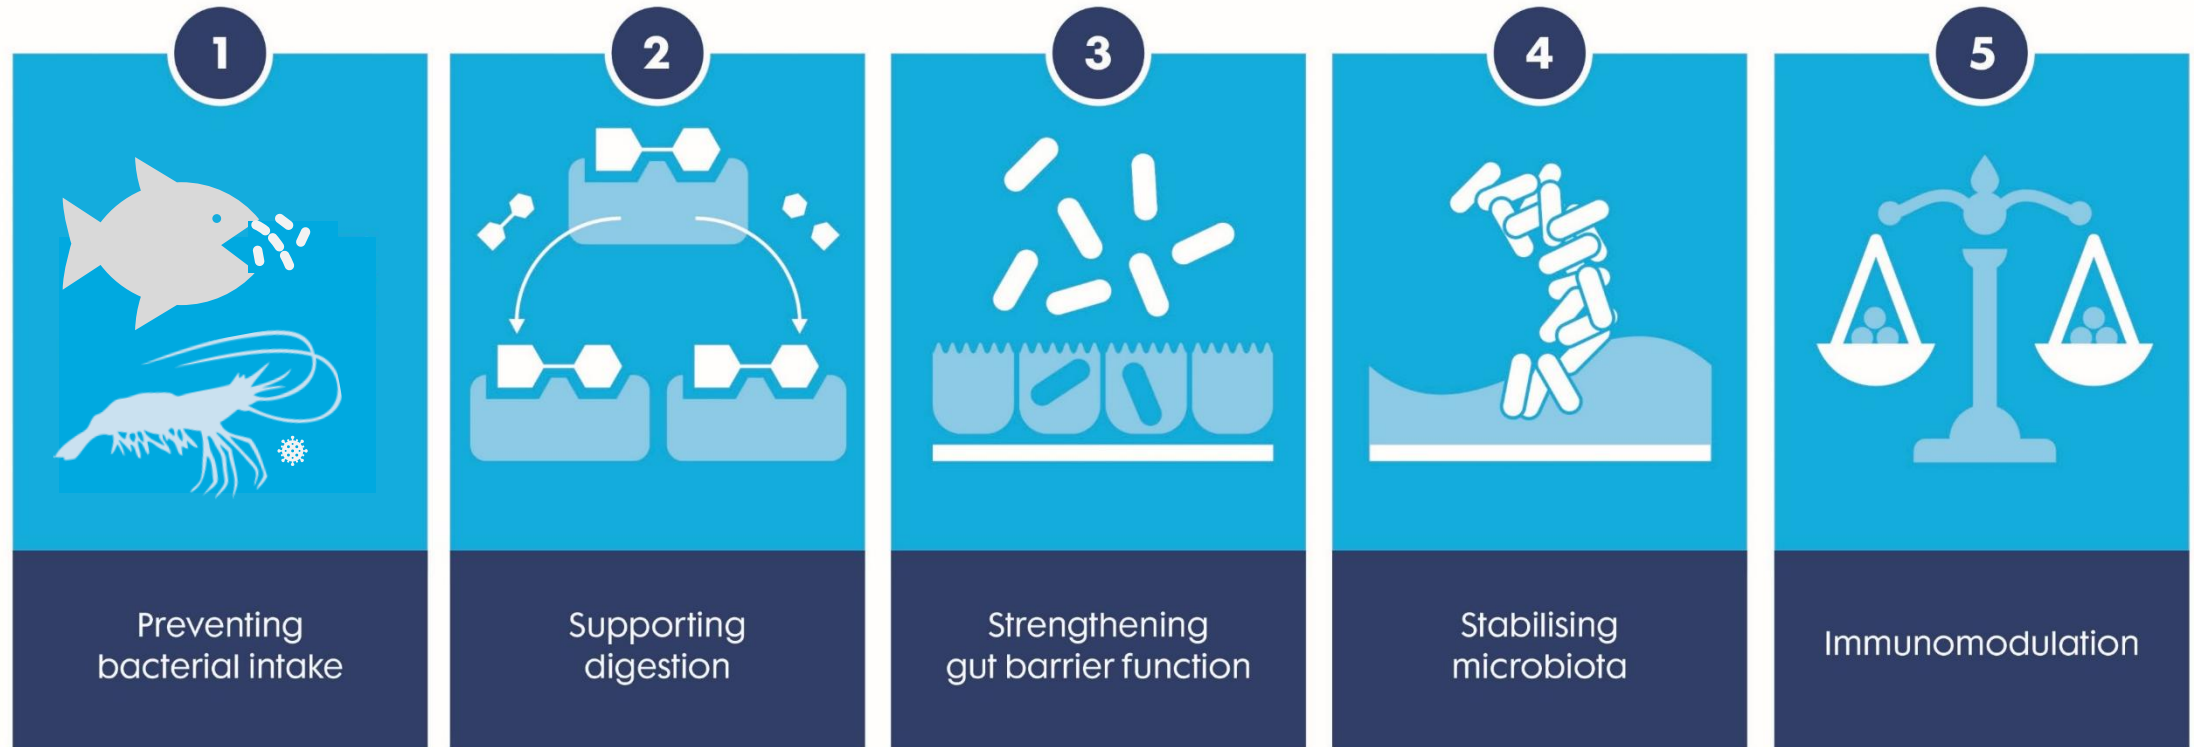 1
2
3
4
5
Preventing
bacterial intake
Supporting
digestion
Strengthening
gut barrier function
Stabilising
microbiota
Immunomodulation